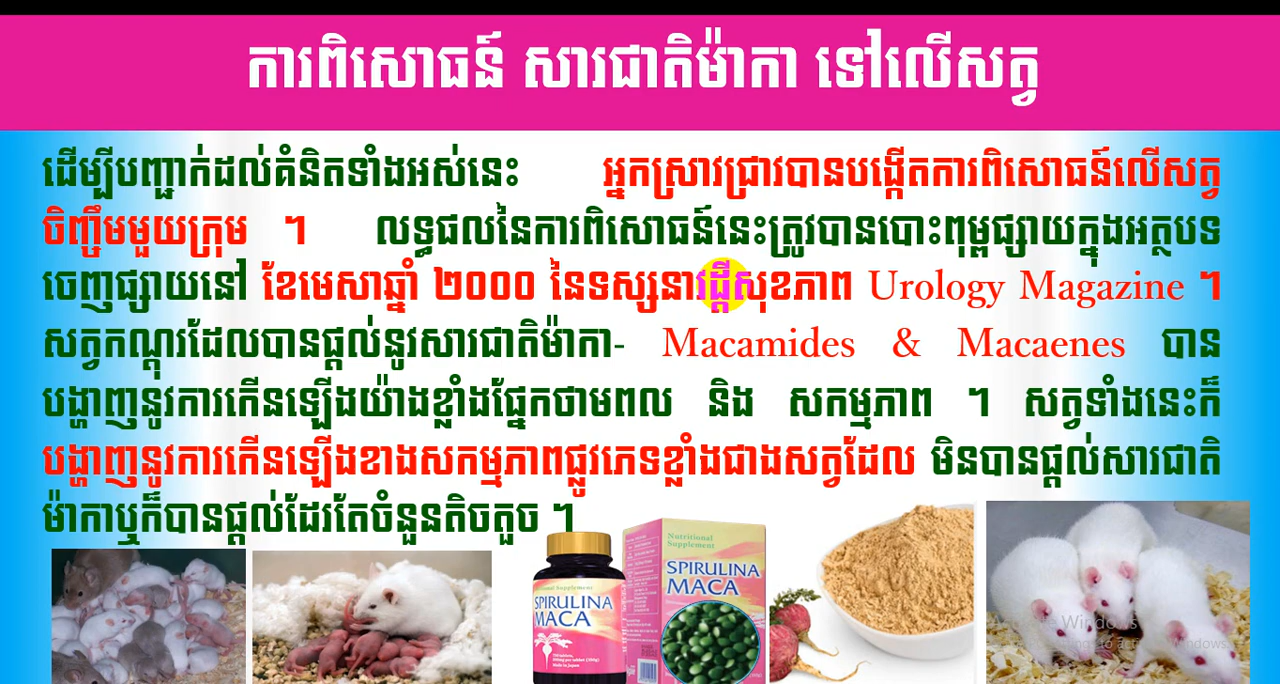 ការពិសោធន៍ សារជាតិម៉ាកា ទៅលើសត្វ
ដើម្បីបញ្ជាក់ដល់គំនិតទាំងអស់នេះ អ្នកស្រាវជ្រាវបានបង្កើតការពិសោធន៍លើសត្វ
ចិញ្ចឹមមួយក្រុម ។ លទ្ធផលនៃការពិសោធន៍នេះត្រូវបានបោះពុម្ពផ្សាយក្នុងអត្ថបទ
ចេញផ្សាយនៅ ខែមេសាឆ្នាំ ២០០០ នៃទស្សនាវដ្តីសុខភាព Urology Magazine ។
សត្វកណ្តុរដែលបានផ្តល់នូវសារជាតិម៉ាកា- Macamides & Macaenes បាន
បង្ហាញនូវការកើនឡើងយ៉ាងខ្លាំងផ្នែកថាមពល និង សកម្មភាព ។ សត្វទាំងនេះក៏
បង្ហាញនូវការកើនឡើងខាងសកម្មភាពផ្លូវភេទខ្លាំងជាងសត្វដែល មិនបានផ្តល់សារជាតិ
ម៉ាកាឬក៏បានផ្តល់ដែរតែចំនួនតិចតួច ។
Nutritional
Supplement
SPIRULINA
MACA
SPIRULINA
MACA
Made in Japan